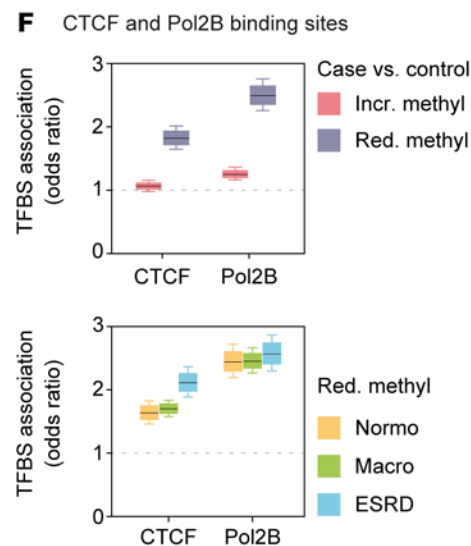 F CTCF and Pol2B binding sites
TFBS association
(odds ratio)
3
2
1
0
CTCF Pol2B
Case vs. control
Incr. methyl
Red. methyl
TFBS association
(odds ratio)
3
2
1
0
CTCF Pol2B
Red. methyl
Normo
Macro
ESRD